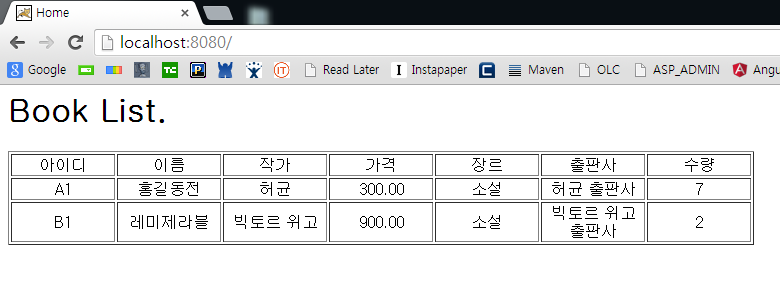 Home
localhost:8080/
Google TC P iT Read Later I Instapaper C Maven OLC ASP_ADMIN A
Book List.
아이디 이름 작가 가격 장르 출판사 수량
A1 홍길동전 허균 300.00 소설 허균 출판사 7
B1 레미제라블 빅토르 위고 900.00 소설 빅토르 위고 2
출판사